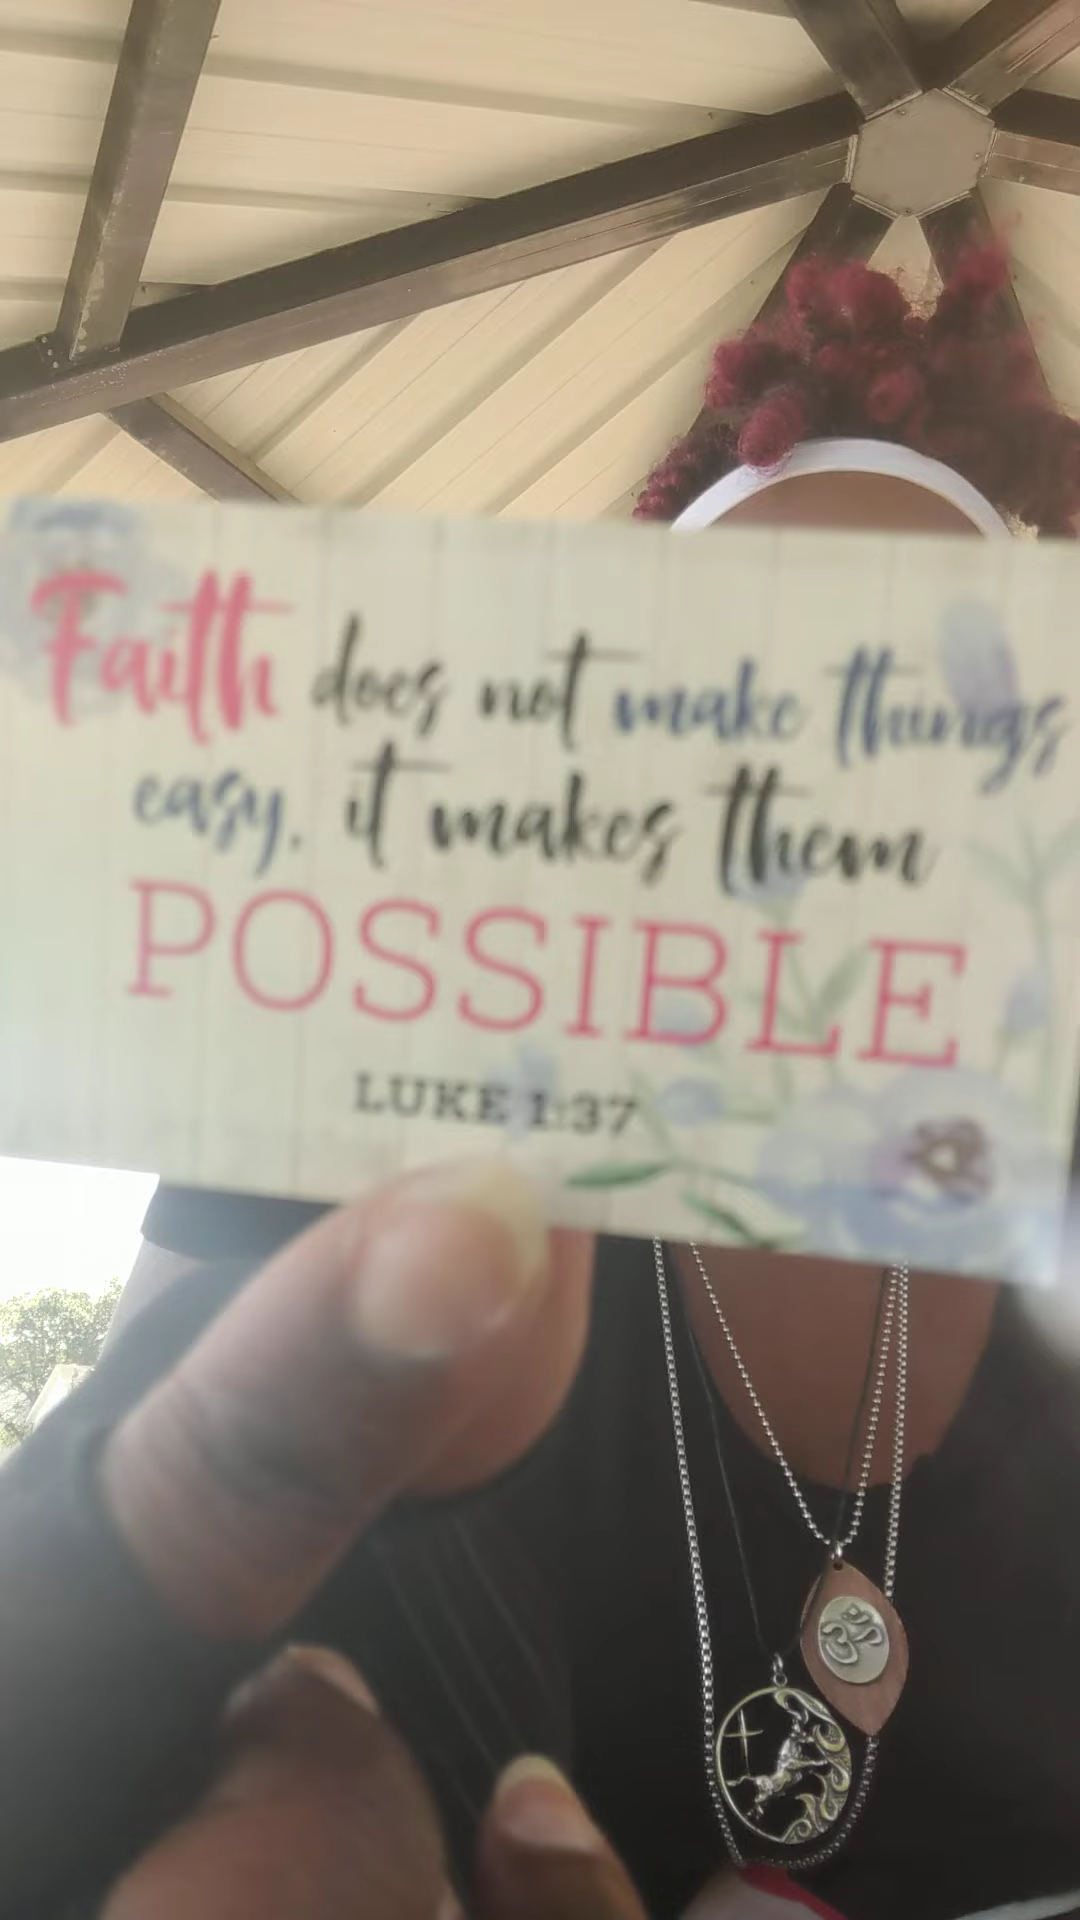 Faith does not make things
easy, it makes them
POSSIBLE
LUKE 1:37
ॐ